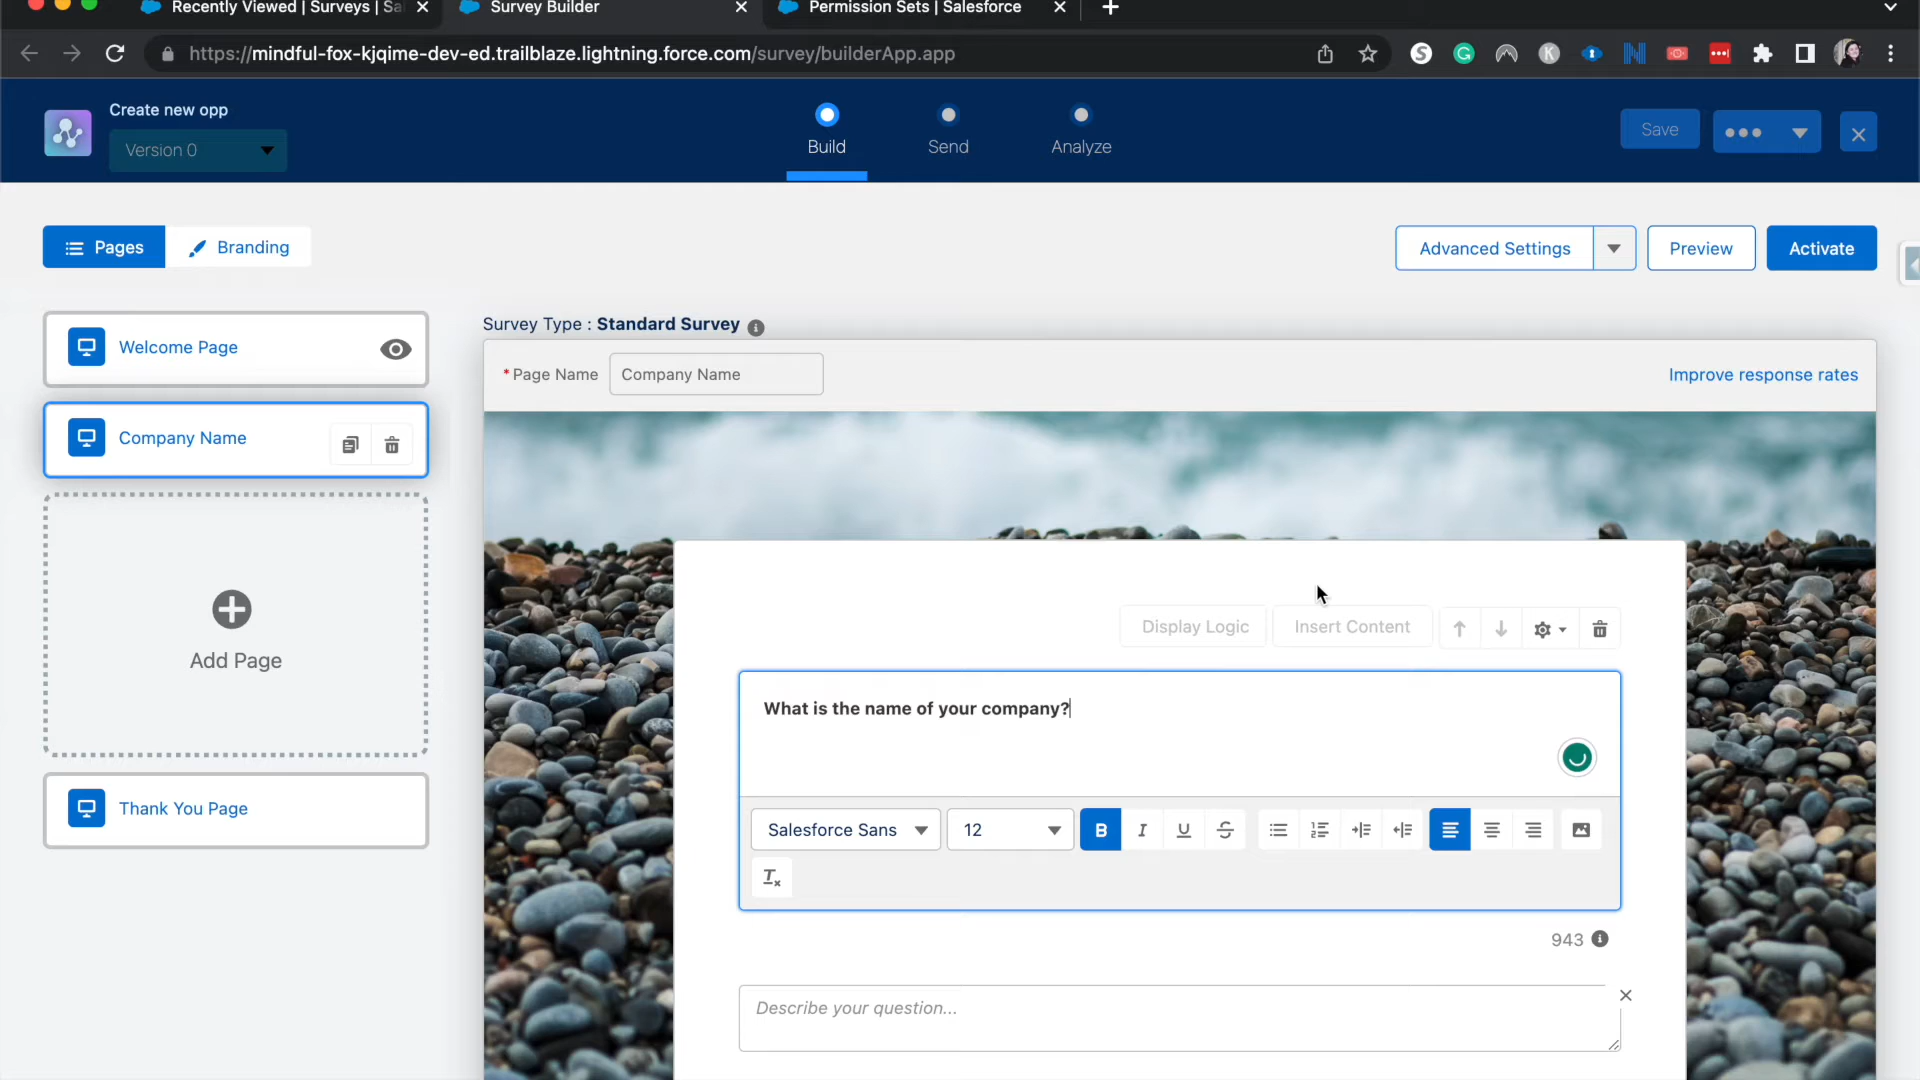 Recently Viewed | Surveys | Sa
Survey Builder
Permission Sets | Salesforce
https://mindful-fox-kjqime-dev-ed.trailblaze.lightning.force.com/survey/builderApp.app
Create new opp
Version 0
Build
Send
Analyze
Save
Pages
Branding
Advanced Settings
Preview
Activate
Welcome Page
Company Name
Add Page
Thank You Page
Survey Type : Standard Survey
*Page Name
Company Name
Improve response rates
Display Logic
Insert Content
What is the name of your company?
Salesforce Sans
12
B
I
U
S
943
Describe your question...